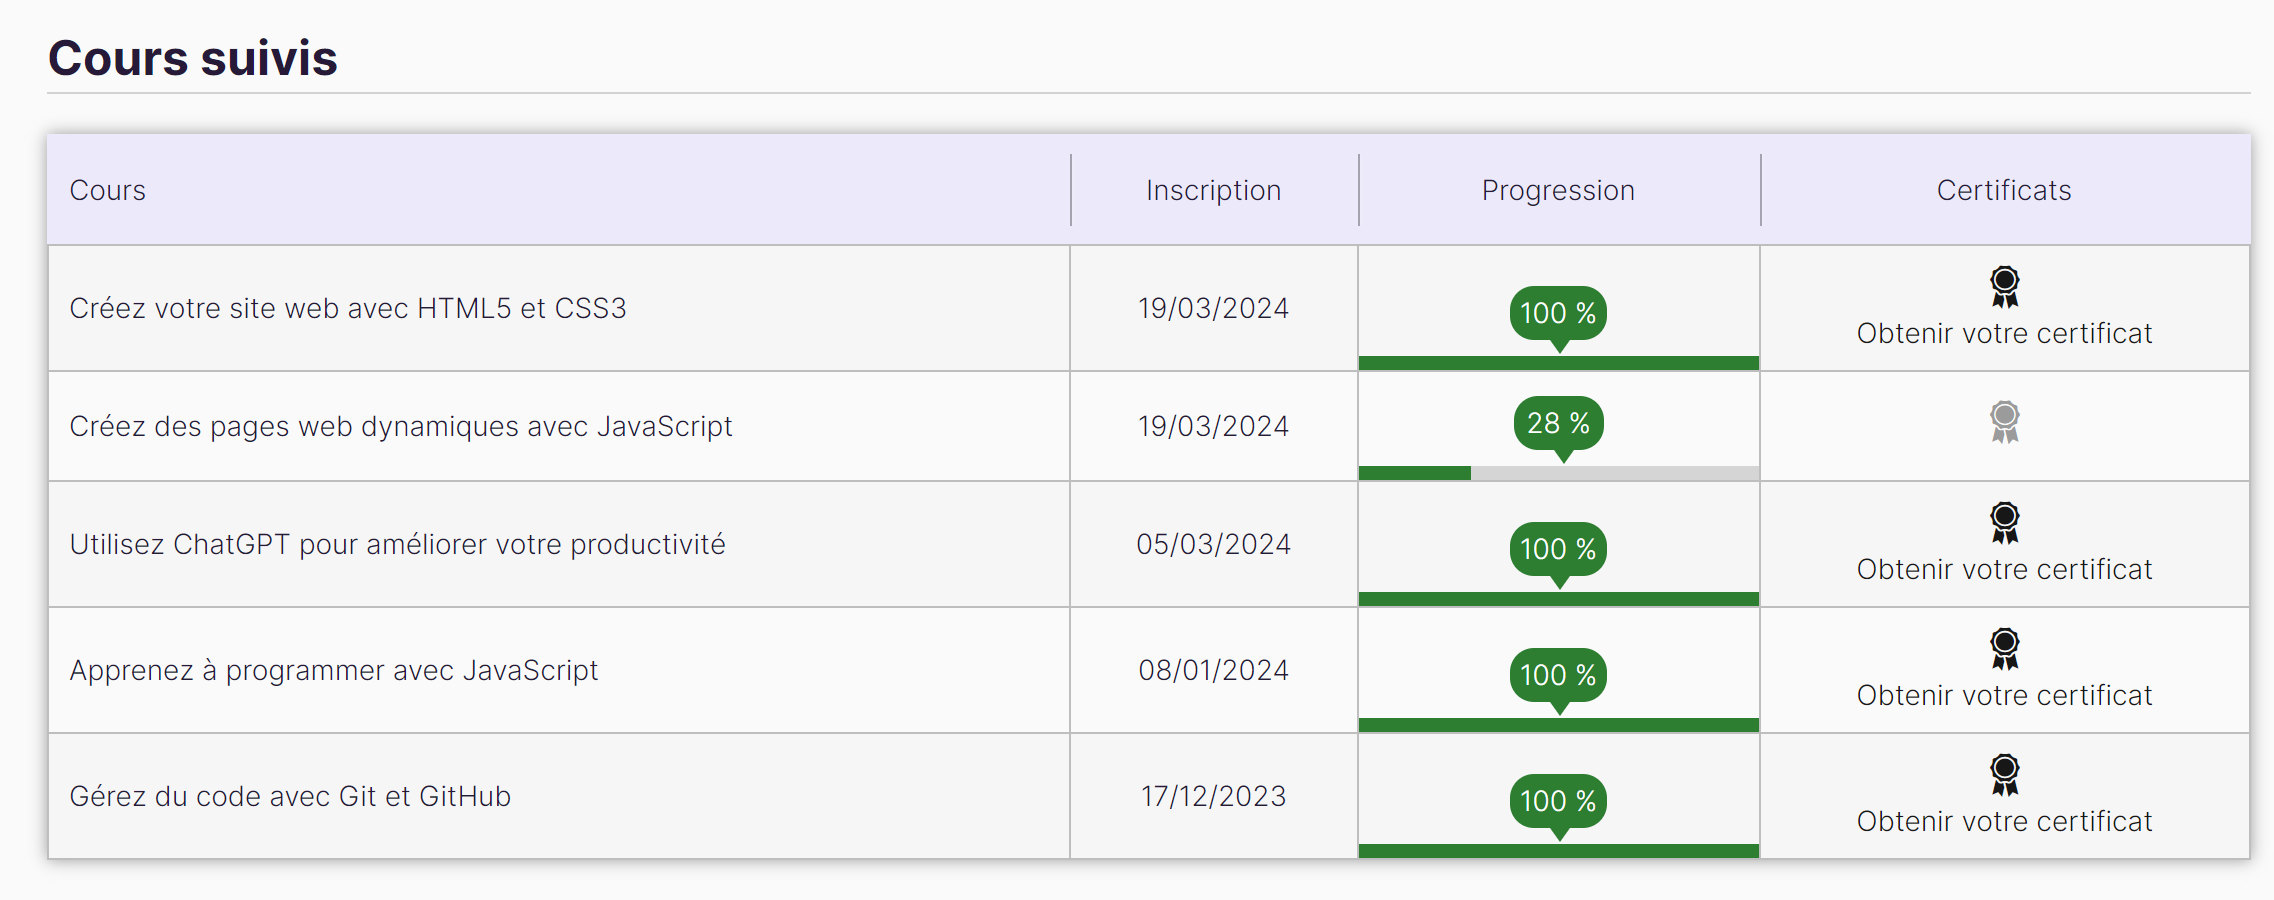 Cours suivis
Cours Inscription Progression Certificats
Créez votre site web avec HTML5 et CSS3 19/03/2024 100 % Obtenir votre certificat
Créez des pages web dynamiques avec JavaScript 19/03/2024 28 %
Utilisez ChatGPT pour améliorer votre productivité 05/03/2024 100 % Obtenir votre certificat
Apprenez à programmer avec JavaScript 08/01/2024 100 % Obtenir votre certificat
Gérez du code avec Git et GitHub 17/12/2023 100 % Obtenir votre certificat